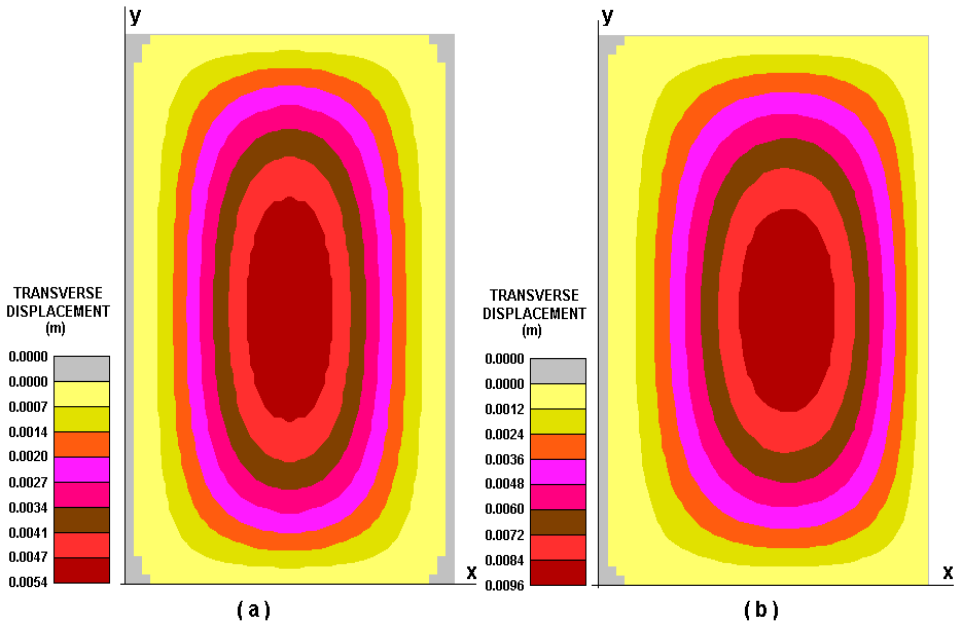 y
TRANSVERSE
DISPLACEMENT
(m)
0.0000
0.0000
0.0007
0.0014
0.0020
0.0027
0.0034
0.0041
0.0047
0.0054
x
( a )
y
TRANSVERSE
DISPLACEMENT
(m)
0.0000
0.0000
0.0012
0.0024
0.0036
0.0048
0.0060
0.0072
0.0084
0.0096
x
( b )